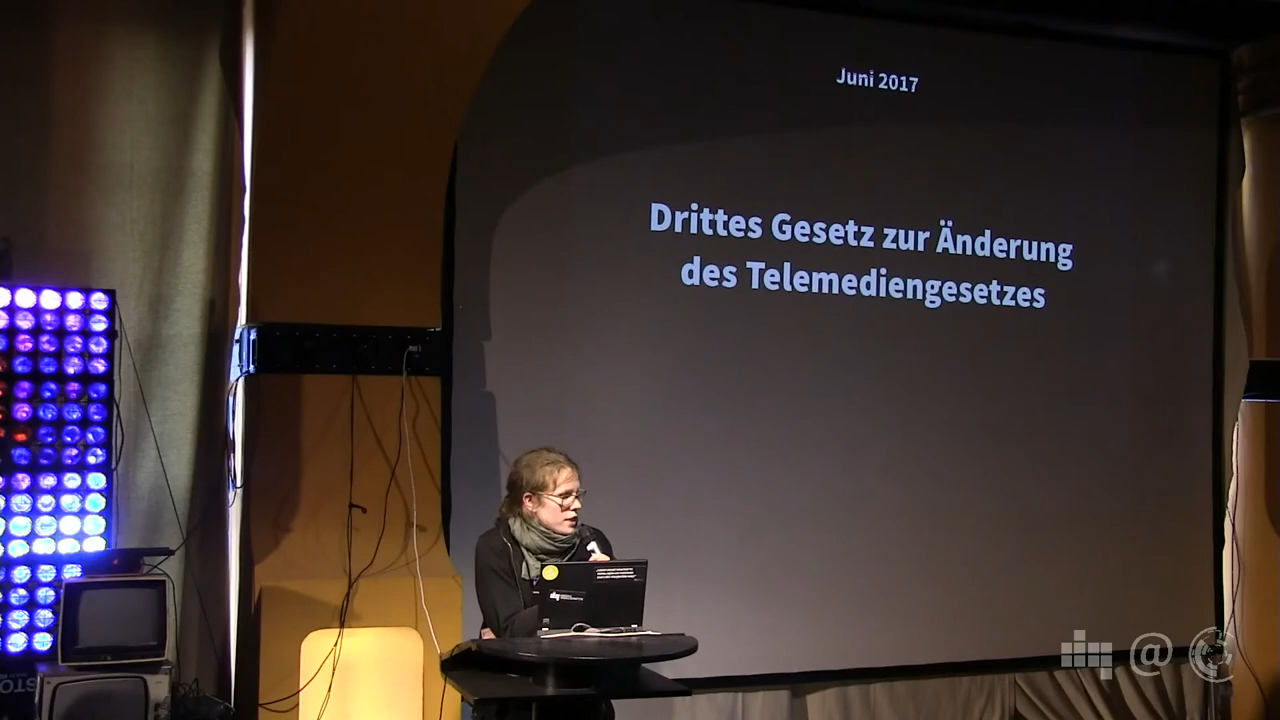 Juni 2017
Drittes Gesetz zur Änderung
des Telemediengesetzes